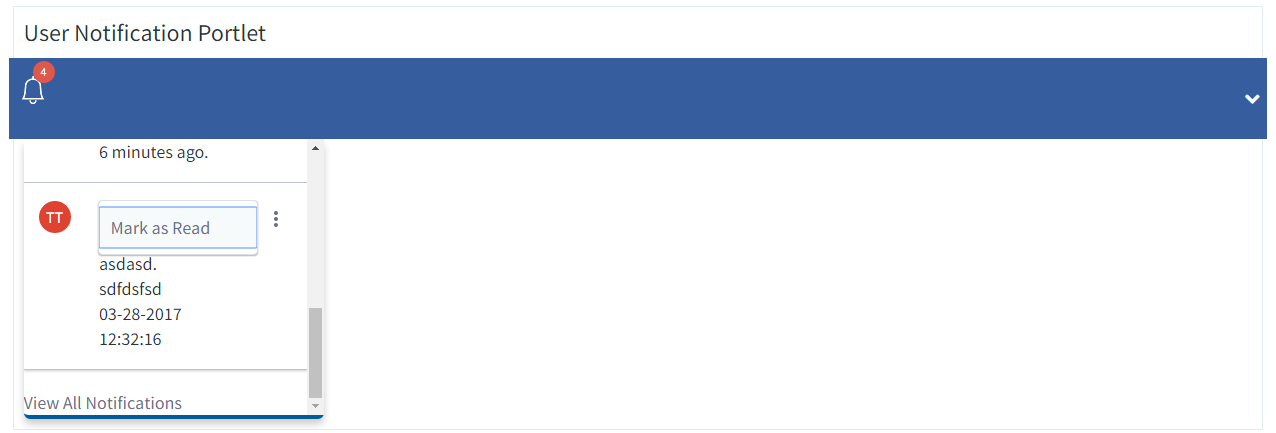 User Notification Portlet
4
6 minutes ago.
TT
Mark as Read
asdasd.
sdfdsfsd
03-28-2017
12:32:16
View All Notifications